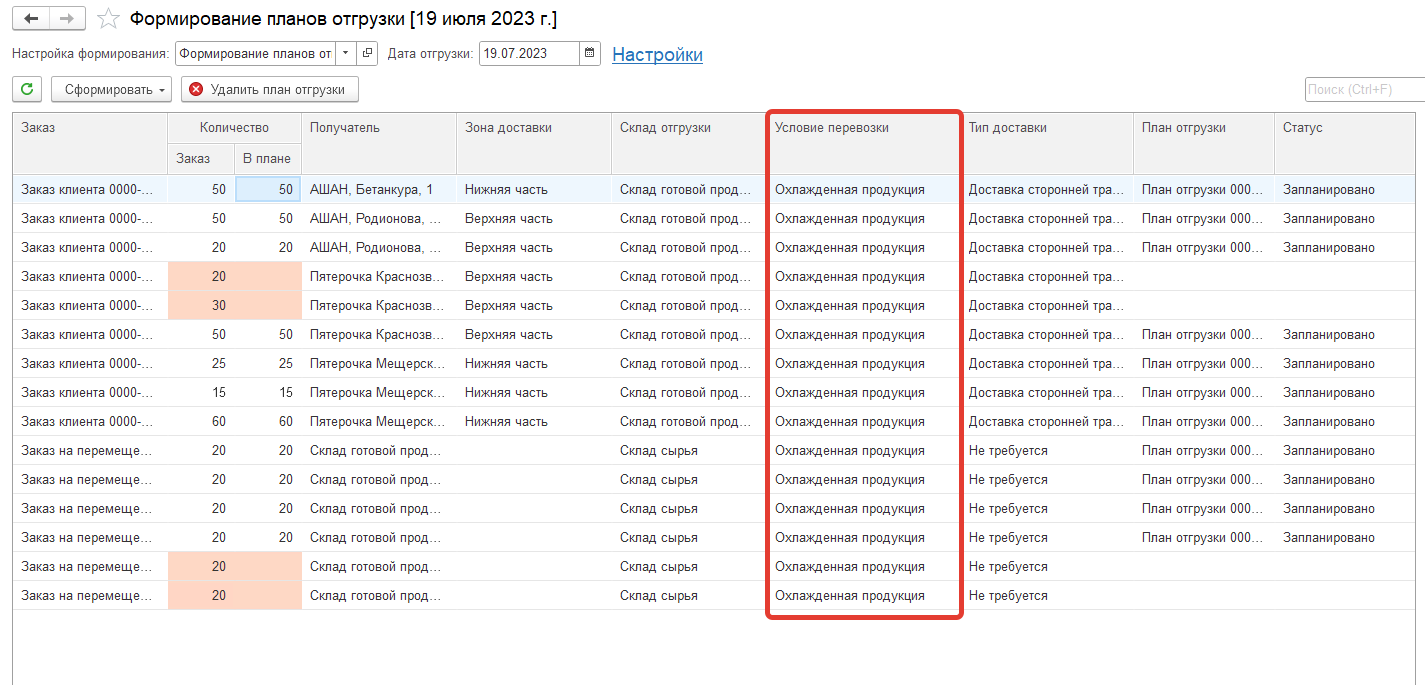 Формирование планов отгрузки [19 июля 2023 г.]
Настройка формирования: Формирование планов от Дата отгрузки: 19.07.2023 Настройки
Сформировать Удалить план отгрузки Поиск (Ctrl+F)
Заказ Количество Получатель Зона доставки Склад отгрузки Условие перевозки Тип доставки План отгрузки Статус
Заказ В плане
Заказ клиента 0000-... 50 50 АШАН, Бетанкура, 1 Нижняя часть Склад готовой прод... Охлажденная продукция Доставка сторонней тра... План отгрузки 000... Запланировано
Заказ клиента 0000-... 50 50 АШАН, Родионова, ... Верхняя часть Склад готовой прод... Охлажденная продукция Доставка сторонней тра... План отгрузки 000... Запланировано
Заказ клиента 0000-... 20 20 АШАН, Родионова, ... Верхняя часть Склад готовой прод... Охлажденная продукция Доставка сторонней тра... План отгрузки 000... Запланировано
Заказ клиента 0000-... 20 Пятерочка Краснозв... Верхняя часть Склад готовой прод... Охлажденная продукция Доставка сторонней тра...
Заказ клиента 0000-... 30 Пятерочка Краснозв... Верхняя часть Склад готовой прод... Охлажденная продукция Доставка сторонней тра...
Заказ клиента 0000-... 50 50 Пятерочка Краснозв... Верхняя часть Склад готовой прод... Охлажденная продукция Доставка сторонней тра... План отгрузки 000... Запланировано
Заказ клиента 0000-... 25 25 Пятерочка Мещерск... Нижняя часть Склад готовой прод... Охлажденная продукция Доставка сторонней тра... План отгрузки 000... Запланировано
Заказ клиента 0000-... 15 15 Пятерочка Мещерск... Нижняя часть Склад готовой прод... Охлажденная продукция Доставка сторонней тра... План отгрузки 000... Запланировано
Заказ клиента 0000-... 60 60 Пятерочка Мещерск... Нижняя часть Склад готовой прод... Охлажденная продукция Доставка сторонней тра... План отгрузки 000... Запланировано
Заказ на перемеще... 20 20 Склад готовой прод... Склад сырья Охлажденная продукция Не требуется План отгрузки 000... Запланировано
Заказ на перемеще... 20 20 Склад готовой прод... Склад сырья Охлажденная продукция Не требуется План отгрузки 000... Запланировано
Заказ на перемеще... 20 20 Склад готовой прод... Склад сырья Охлажденная продукция Не требуется План отгрузки 000... Запланировано
Заказ на перемеще... 20 20 Склад готовой прод... Склад сырья Охлажденная продукция Не требуется План отгрузки 000... Запланировано
Заказ на перемеще... 20 Склад готовой прод... Склад сырья Охлажденная продукция Не требуется
Заказ на перемеще... 20 Склад готовой прод... Склад сырья Охлажденная продукция Не требуется